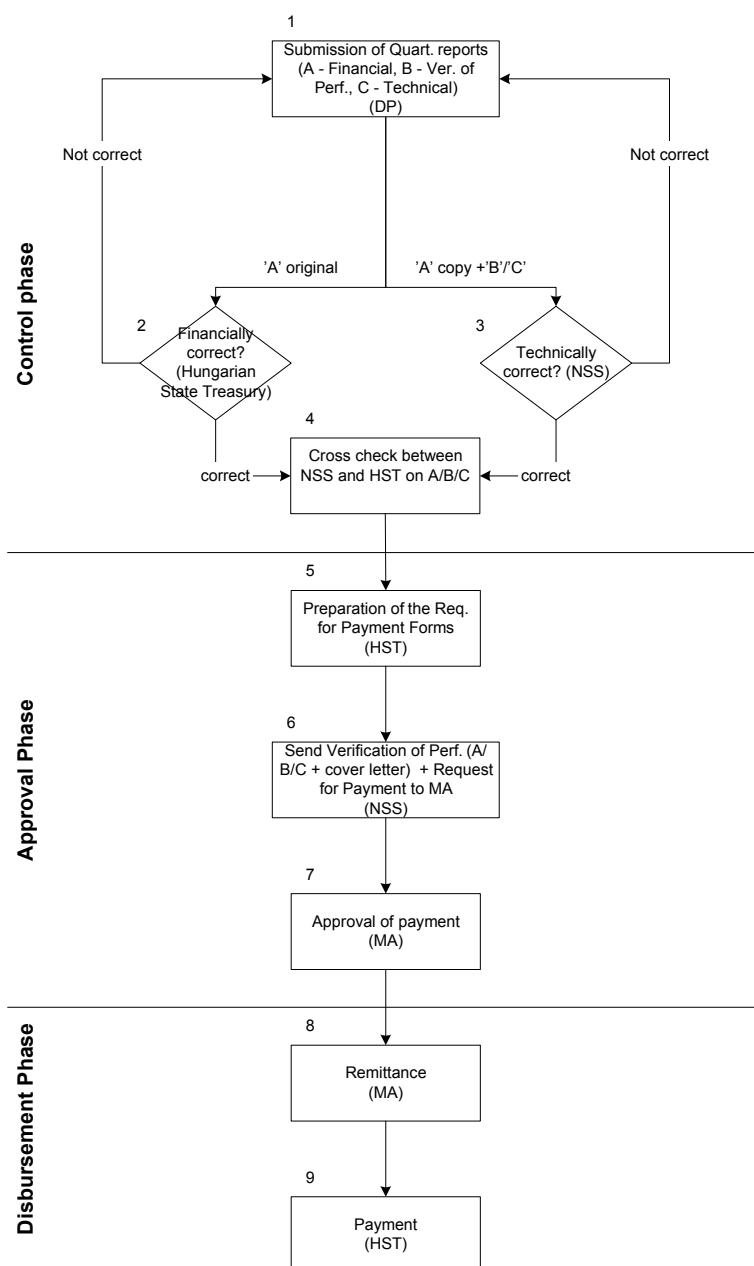 1
Submission of Quart. reports
(A - Financial, B - Ver. of
Perf., C - Technical)
(DP)
Not correct
Not correct
Control phase
'A' original
’A’ copy +’B’/’C’
2
Financially
correct?
(Hungarian
State Treasury)
3
Technically
correct? (NSS)
4
Cross check between
NSS and HST on A/B/C
correct
correct
Approval Phase
5
Preparation of the Req.
for Payment Forms
(HST)
6
Send Verification of Perf. (A/
B/C + cover letter) + Request
for Payment to MA
(NSS)
7
Approval of payment
(MA)
Disbursement Phase
8
Remittance
(MA)
9
Payment
(HST)